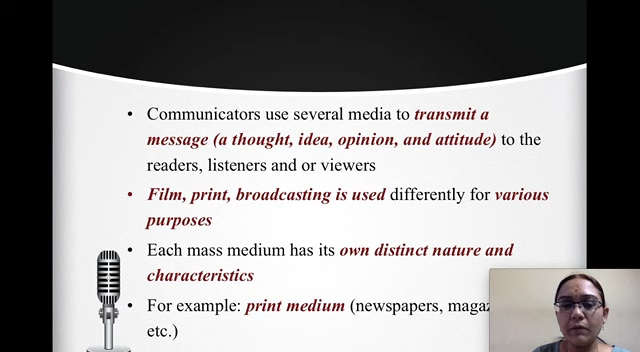 • Communicators use several media to transmit a
message (a thought, idea, opinion, and attitude) to the
readers, listeners and or viewers
• Film, print, broadcasting is used differently for various
purposes
• Each mass medium has its own distinct nature and
characteristics
• For example: print medium (newspapers,
etc.)